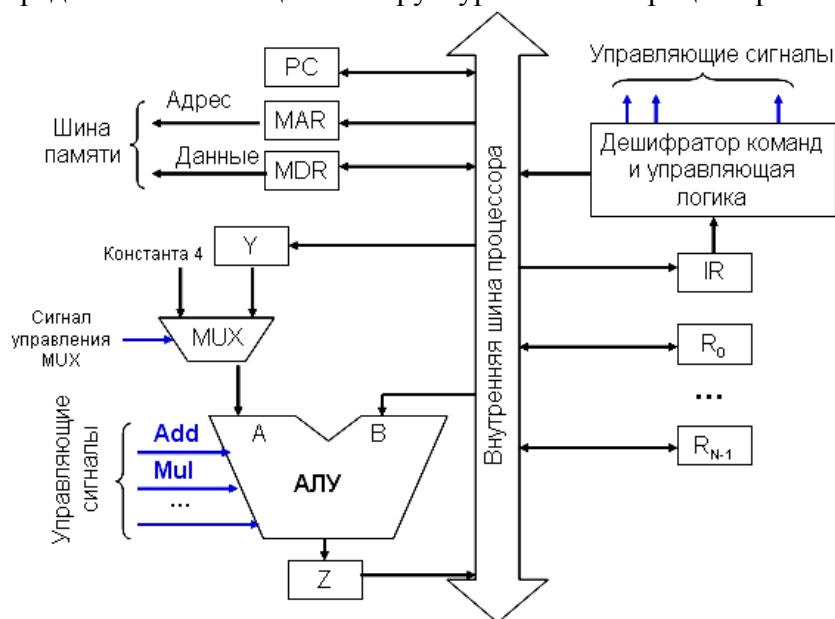 PC
Адрес
MAR
Шина
памяти
Данные
MDR
Y
Константа 4
Сигнал
управления
MUX
MUX
Управляющие
сигналы
Add
Mul
...
A
B
АЛУ
Z
Внутренняя шина процессора
Управляющие сигналы
Дешифратор команд
и управляющая
логика
IR
R0
...
RN-1